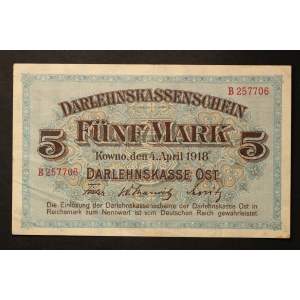 B 257706
DARLEHNSKASSENSCHEIN
5 FÜNF MARK 5
Kowno, den 4. April 1918
B 257706 DARLEHNSKASSE OST
Die Einlösung der Darlehnskassenscheine der Darlehnskasse Ost in
Reichsmark zum Nennwert ist vom Deutschen Reich gewährleistet.